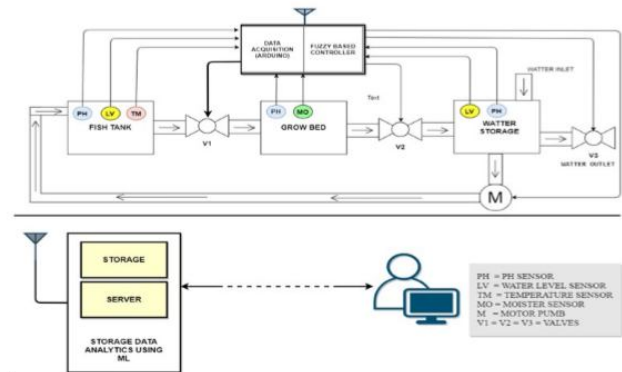 DATA
ACQUISITION
(ARDUINO)
FUZZY BASED
CONTROLLER
PH
LV
TM
FISH TANK
V1
PH
MO
GROW BED
Text
V2
LV
PH
WATTER
STORAGE
WATTER INLET
V3
WATTER OUTLET
M
STORAGE
SERVER
STORAGE DATA
ANALYTICS USING
ML
PH = PH SENSOR
LV = WATER LEVEL SENSOR
TM = TEMPERATURE SENSOR
MO = MOISTER SENSOR
M = MOTOR PUMB
V1 = V2 = V3 = VALVES